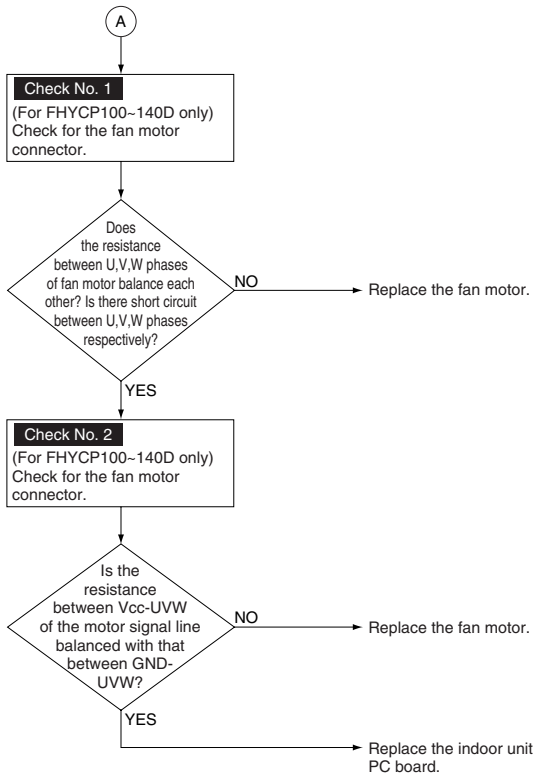 A
Check No. 1
(For FHYCP100~140D only)
Check for the fan motor
connector.
Does
the resistance
between U,V,W phases
of fan motor balance each
other? Is there short circuit
between U,V,W phases
respectively?
NO
Replace the fan motor.
YES
Check No. 2
(For FHYCP100~140D only)
Check for the fan motor
connector.
Is the
resistance
between Vcc-UVW
of the motor signal line
balanced with that
between GND-
UVW?
NO
Replace the fan motor.
YES
Replace the indoor unit
PC board.